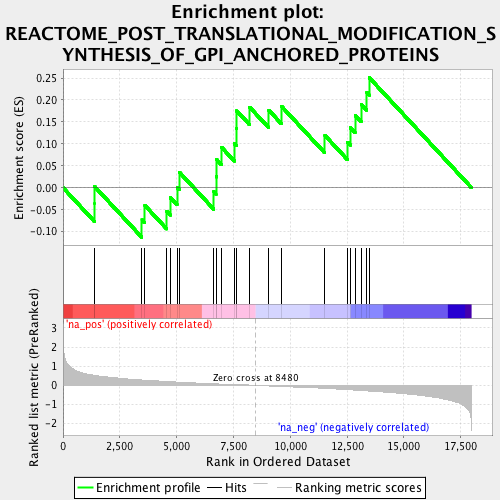 Enrichment plot:
REACTOME_POST_TRANSLATIONAL_MODIFICATION_S
YNTHESIS_OF_GPI_ANCHORED_PROTEINS
Enrichment score (ES)
0.25
0.20
0.15
0.10
0.05
0.00
-0.05
-0.10
'na_pos' (positively correlated)
Ranked list metric (PreRanked)
3
2
1
0
-1
-2
Zero cross at 8480
'na_neg' (negatively correlated)
0 2,500 5,000 7,500 10,000 12,500 15,000 17,500
Rank in Ordered Dataset
Enrichment profile Hits Ranking metric scores